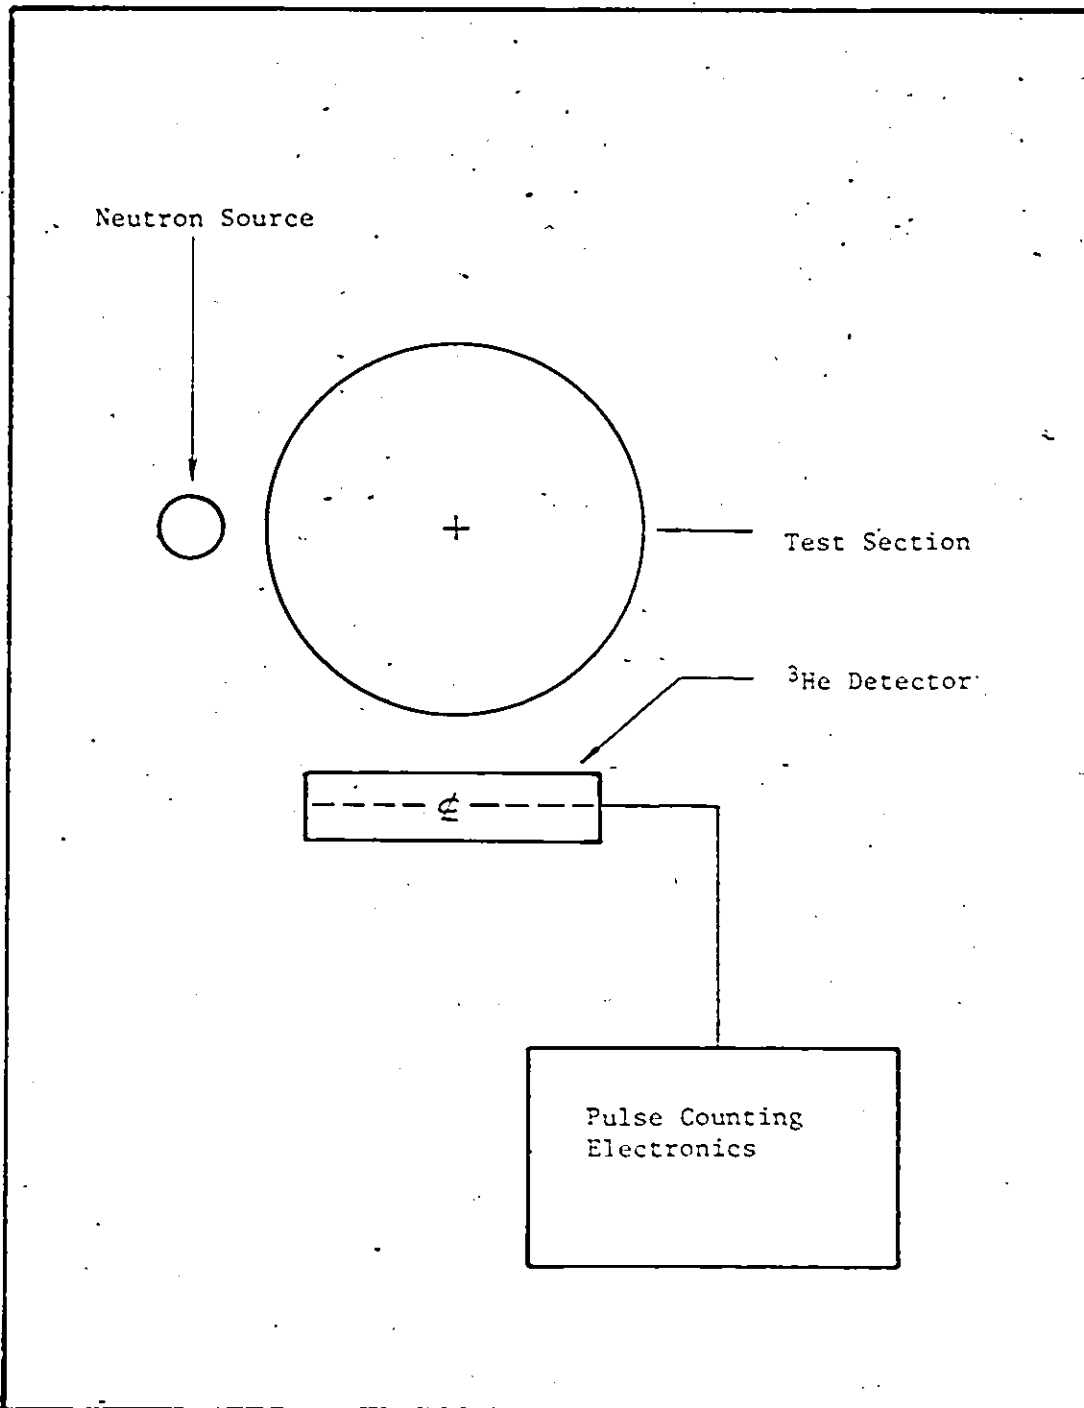 Neutron Source
Test Section
³He Detector
℄
Pulse Counting
Electronics